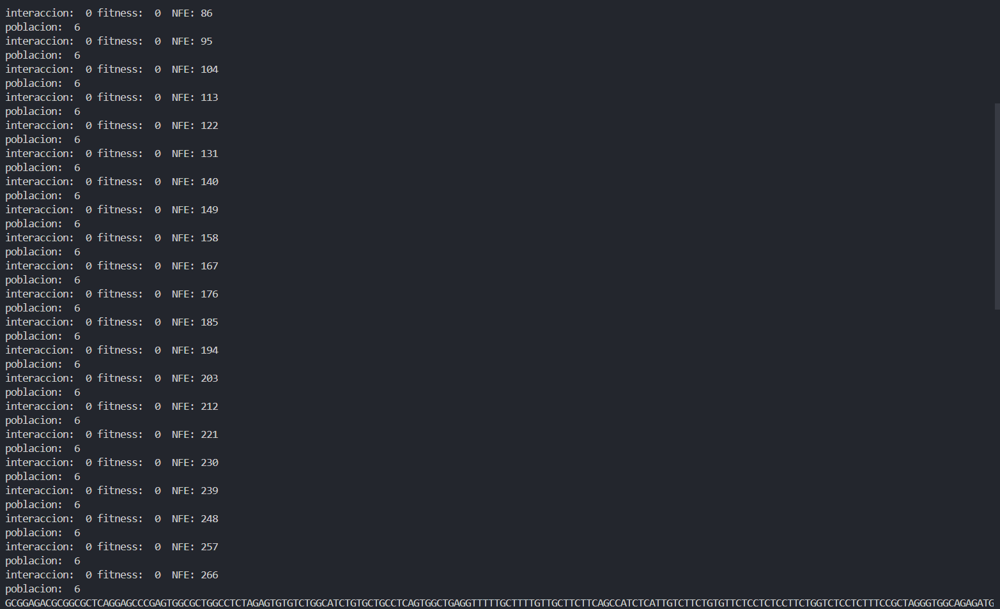 interaccion:  0 fitness:  0  NFE: 86
poblacion:  6
interaccion:  0 fitness:  0  NFE: 95
poblacion:  6
interaccion:  0 fitness:  0  NFE: 104
poblacion:  6
interaccion:  0 fitness:  0  NFE: 113
poblacion:  6
interaccion:  0 fitness:  0  NFE: 122
poblacion:  6
interaccion:  0 fitness:  0  NFE: 131
poblacion:  6
interaccion:  0 fitness:  0  NFE: 140
poblacion:  6
interaccion:  0 fitness:  0  NFE: 149
poblacion:  6
interaccion:  0 fitness:  0  NFE: 158
poblacion:  6
interaccion:  0 fitness:  0  NFE: 167
poblacion:  6
interaccion:  0 fitness:  0  NFE: 176
poblacion:  6
interaccion:  0 fitness:  0  NFE: 185
poblacion:  6
interaccion:  0 fitness:  0  NFE: 194
poblacion:  6
interaccion:  0 fitness:  0  NFE: 203
poblacion:  6
interaccion:  0 fitness:  0  NFE: 212
poblacion:  6
interaccion:  0 fitness:  0  NFE: 221
poblacion:  6
interaccion:  0 fitness:  0  NFE: 230
poblacion:  6
interaccion:  0 fitness:  0  NFE: 239
poblacion:  6
interaccion:  0 fitness:  0  NFE: 248
poblacion:  6
interaccion:  0 fitness:  0  NFE: 257
poblacion:  6
interaccion:  0 fitness:  0  NFE: 266
poblacion:  6
GCGGAGACGCGGCGCTCAGGAGCCCGAGTGGCGCTGGCCTCTAGAGTGTGTCTGGCATCTGTGCTGCCTCAGTGGCTGAGGTTTTTGCTTTTGTTGCTTCTTCAGCCATCTCATTGTCTTCTGTGTTCTCCTCTCCTTCTGGTCTCCTCTTTCCGCTAGGGTGGCAGAGATG